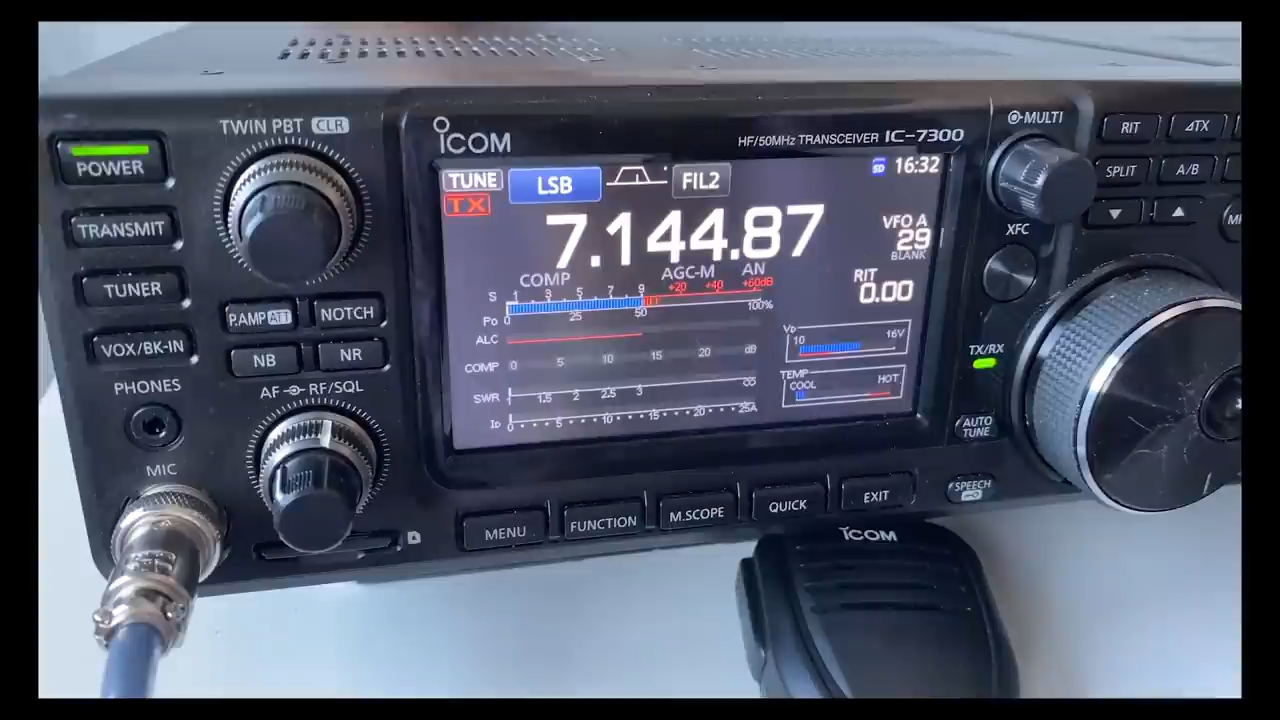 TWIN PBT CLR
POWER
TRANSMIT
TUNER
VOX/BK-IN
P.AMP ATT
NOTCH
NB
NR
PHONES
AF RF/SQL
MIC
ICOM
HF/50MHz TRANSCEIVER IC-7300
TUNE
LSB
FIL2
SD 16:32
TX
7.144.87
VFO A
29
BLANK
COMP AGC-M AN
RIT
0.00
S 1 3 5 7 9 +20 +40 +60dB
Po 0 25 50 100%
ALC
COMP 0 5 10 15 20 dB
SWR 1 1.5 2 2.5 3 ∞
ID 0 5 10 15 20 25A
VD 10 16V
TEMP
COOL HOT
MENU
FUNCTION
M.SCOPE
QUICK
EXIT
MULTI
RIT
ΔTX
SPLIT
A/B
▼
▲
XFC
TX/RX
AUTO
TUNE
SPEECH
ICOM